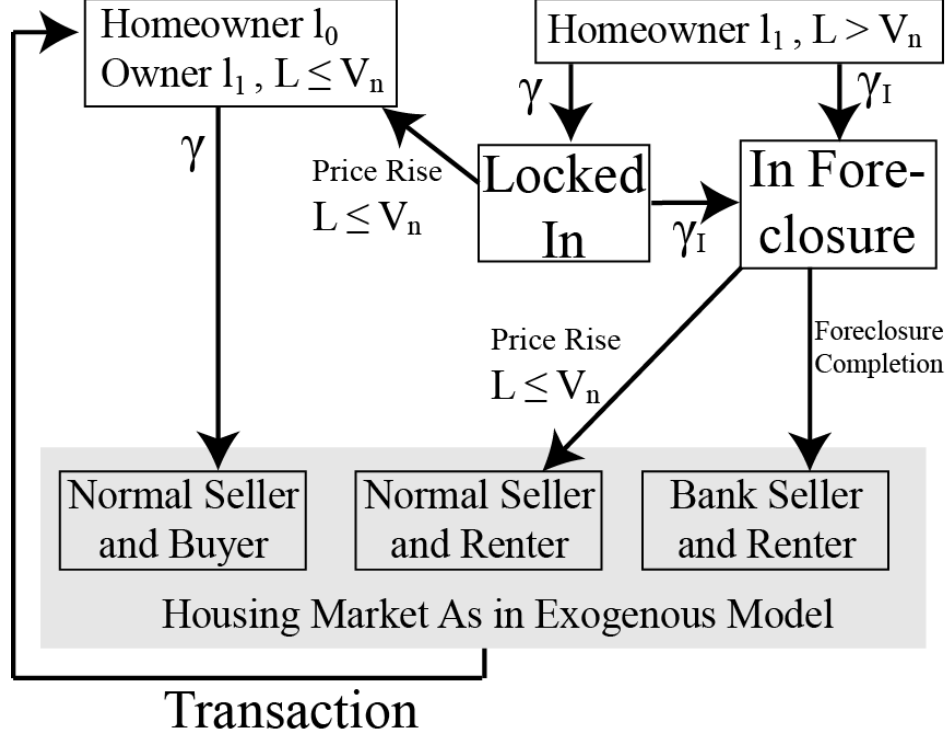 Homeowner l₀
Owner l₁ , L ≤ Vₙ
Homeowner l₁ , L > Vₙ
γ
γ
γ_I
Price Rise
L ≤ Vₙ
Locked
In
γ_I
In Fore-
closure
Price Rise
L ≤ Vₙ
Foreclosure
Completion
Normal Seller
and Buyer
Normal Seller
and Renter
Bank Seller
and Renter
Housing Market As in Exogenous Model
Transaction